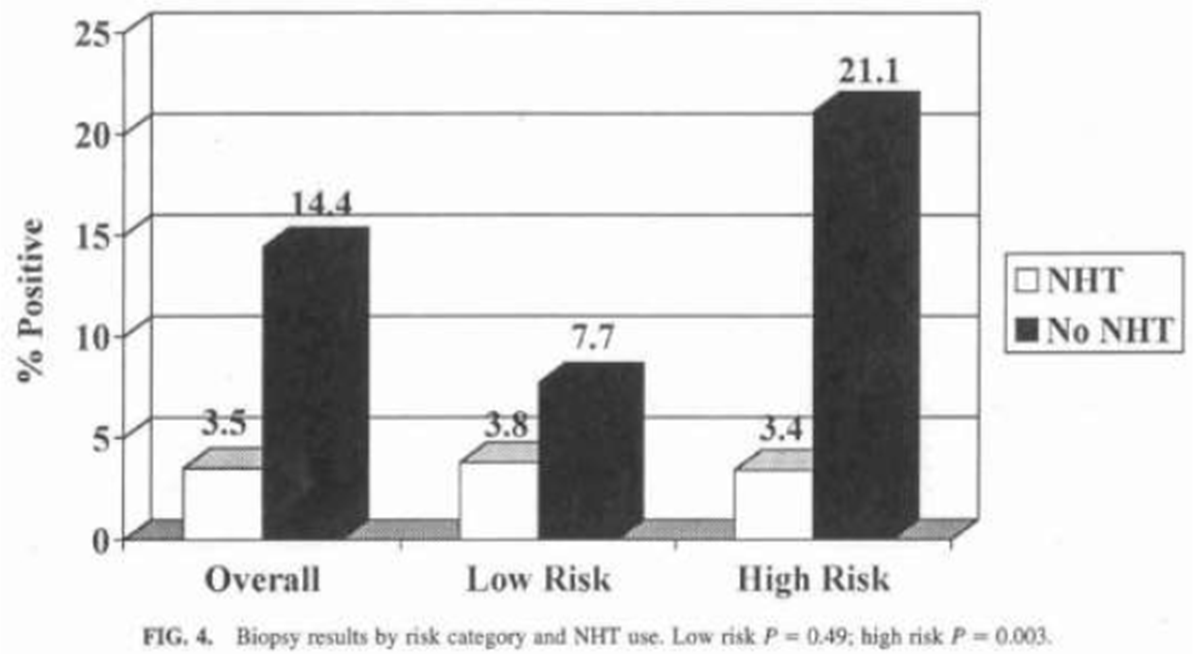 25
20
15
10
5
0
% Positive
3.5
14.4
3.8
7.7
3.4
21.1
Overall
Low Risk
High Risk
NHT
No NHT
FIG. 4. Biopsy results by risk category and NHT use. Low risk P = 0.49; high risk P = 0.003.